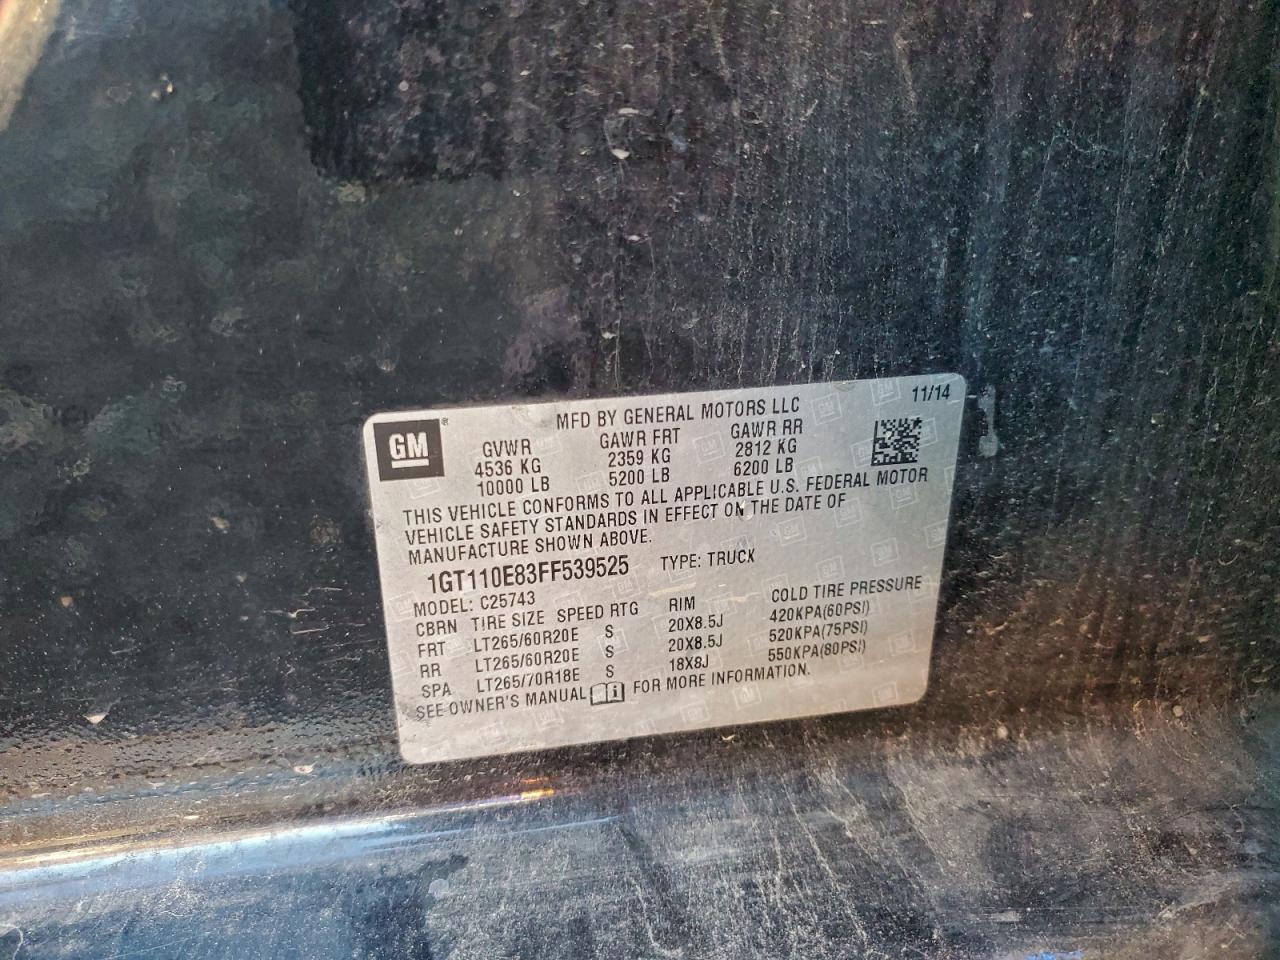 11/14
MFD BY GENERAL MOTORS LLC
GM®
GVWR GAWR FRT GAWR RR
4536 KG 2359 KG 2812 KG
10000 LB 5200 LB 6200 LB
THIS VEHICLE CONFORMS TO ALL APPLICABLE U.S. FEDERAL MOTOR
VEHICLE SAFETY STANDARDS IN EFFECT ON THE DATE OF
MANUFACTURE SHOWN ABOVE.
1GT110E83FF539525 TYPE: TRUCK
MODEL: C25743
CBRN TIRE SIZE SPEED RTG RIM COLD TIRE PRESSURE
FRT LT265/60R20E S 20X8.5J 420KPA(60PSI)
RR LT265/60R20E S 20X8.5J 520KPA(75PSI)
SPA LT265/70R18E S 18X8J 550KPA(80PSI)
SEE OWNER'S MANUAL FOR MORE INFORMATION.